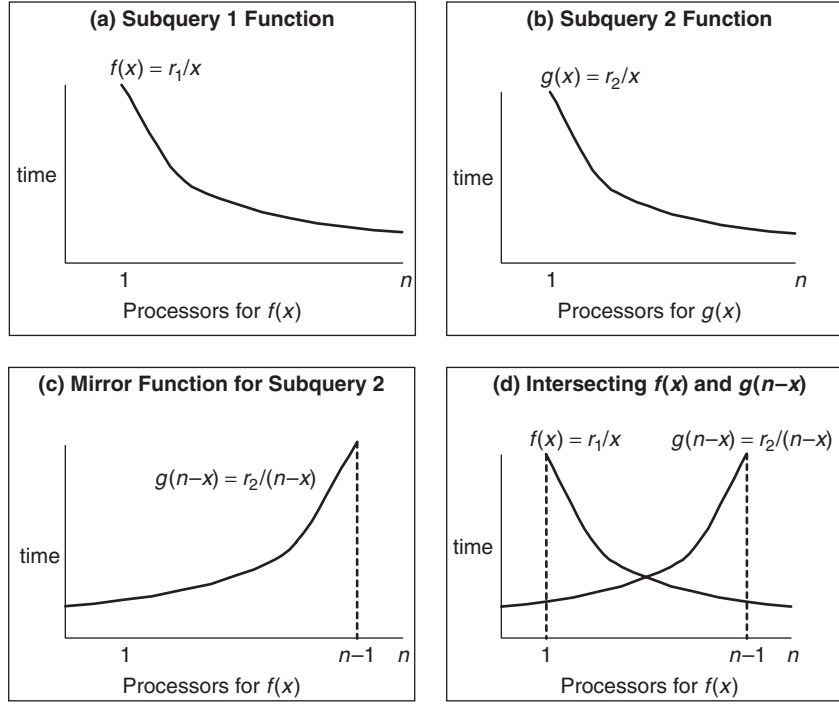 (a) Subquery 1 Function
f(x) = r₁/x
time
1
n
Processors for f(x)
(b) Subquery 2 Function
g(x) = r₂/x
time
1
n
Processors for g(x)
(c) Mirror Function for Subquery 2
g(n–x) = r₂/(n–x)
time
1
n–1
n
Processors for f(x)
(d) Intersecting f(x) and g(n–x)
f(x) = r₁/x
g(n–x) = r₂/(n–x)
time
1
n–1
n
Processors for f(x)